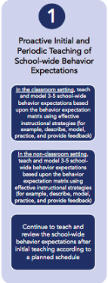 1
Proactive Initial and
Periodic Teaching of
School-wide Behavior
Expectations
In the classroom setting, teach
and model 3-5 school-wide
behavior expectations based
upon the behavior expectation
matrix using effective
instructional strategies (for
example, describe, model,
practice, and provide feedback)
In the non-classroom setting,
teach and model 3-5 school-
wide behavior expectations
based upon the behavior
expectation matrix using
effective instructional strategies
(for example, describe, model,
practice, and provide feedback)
Continue to teach and
review the school-wide
behavior expectations after
initial teaching according to
a planned schedule